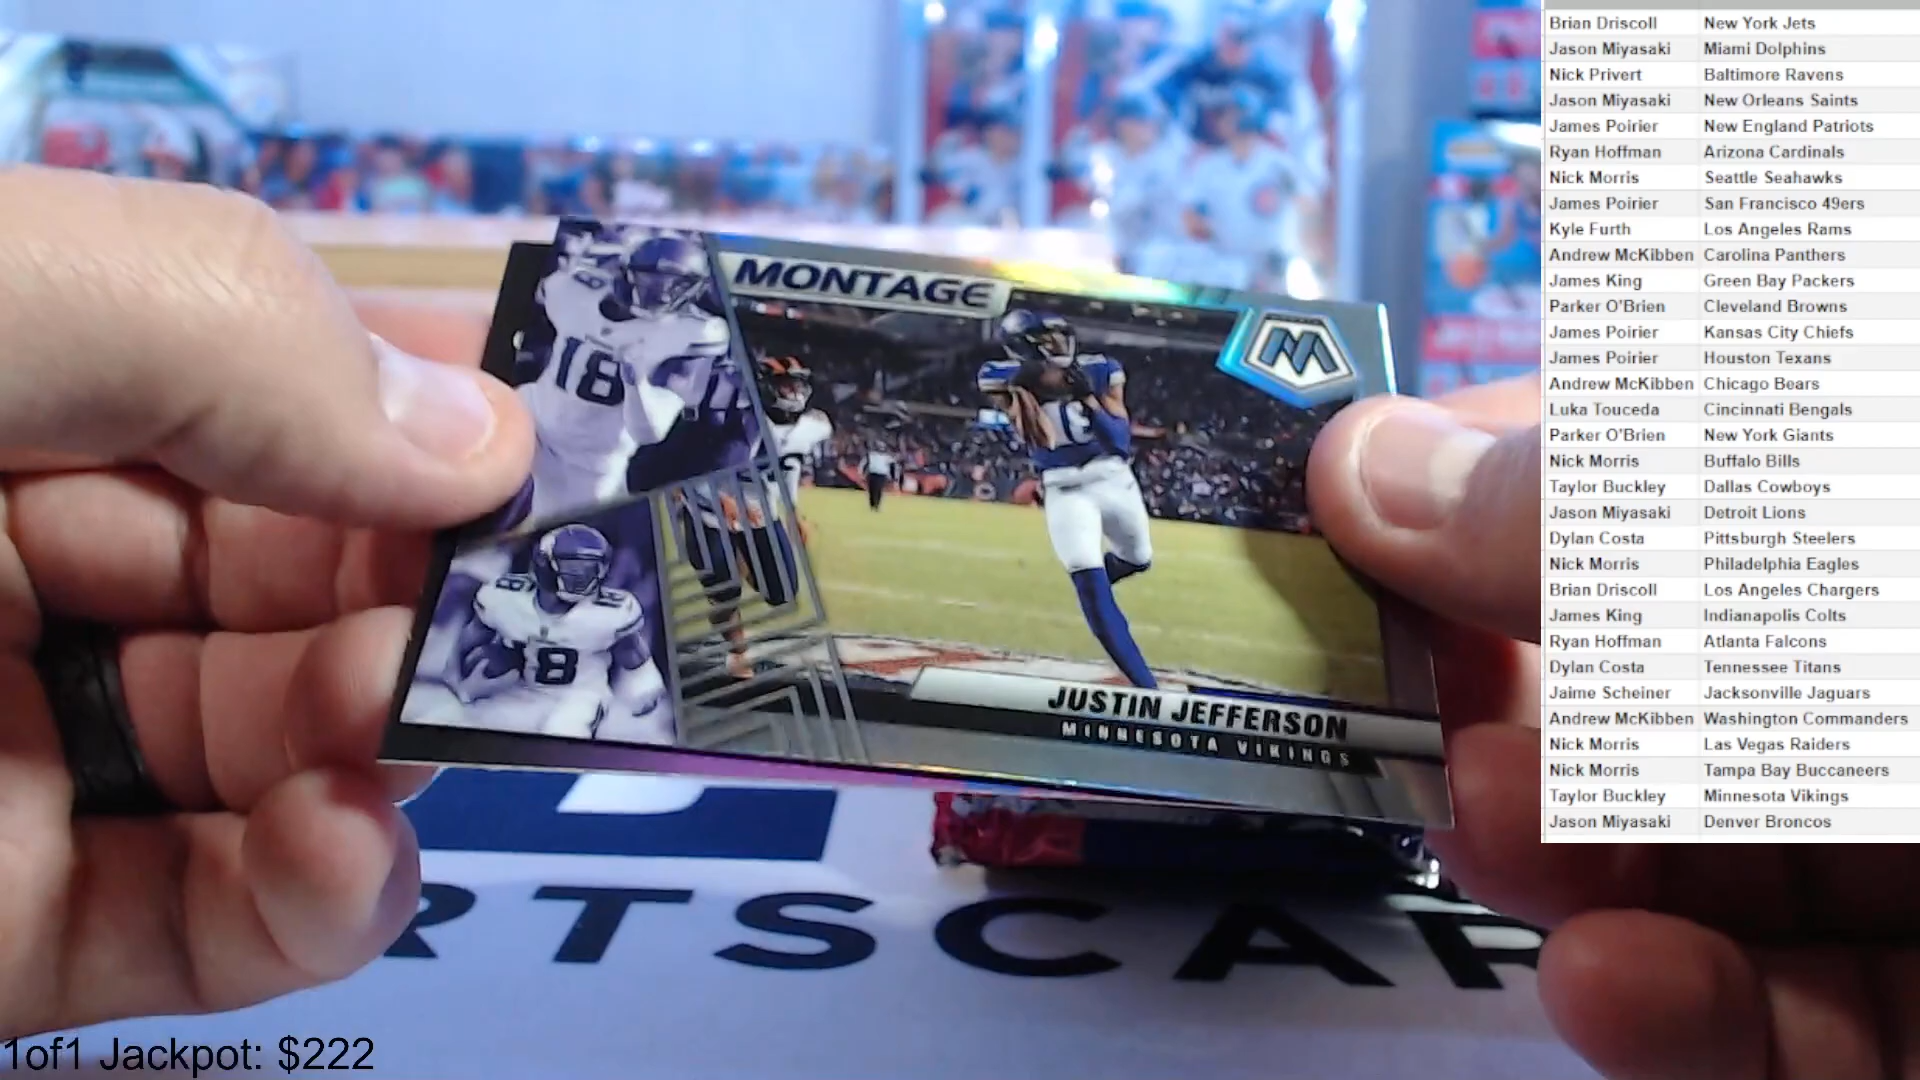 MONTAGE
18
18
JUSTIN JEFFERSON
MINNESOTA VIKINGS
RTSCAR
1of1 Jackpot: $222
Brian Driscoll New York Jets
Jason Miyasaki Miami Dolphins
Nick Privert Baltimore Ravens
Jason Miyasaki New Orleans Saints
James Poirier New England Patriots
Ryan Hoffman Arizona Cardinals
Nick Morris Seattle Seahawks
James Poirier San Francisco 49ers
Kyle Furth Los Angeles Rams
Andrew McKibben Carolina Panthers
James King Green Bay Packers
Parker O'Brien Cleveland Browns
James Poirier Kansas City Chiefs
James Poirier Houston Texans
Andrew McKibben Chicago Bears
Luka Touceda Cincinnati Bengals
Parker O'Brien New York Giants
Nick Morris Buffalo Bills
Taylor Buckley Dallas Cowboys
Jason Miyasaki Detroit Lions
Dylan Costa Pittsburgh Steelers
Nick Morris Philadelphia Eagles
Brian Driscoll Los Angeles Chargers
James King Indianapolis Colts
Ryan Hoffman Atlanta Falcons
Dylan Costa Tennessee Titans
Jaime Scheiner Jacksonville Jaguars
Andrew McKibben Washington Commanders
Nick Morris Las Vegas Raiders
Nick Morris Tampa Bay Buccaneers
Taylor Buckley Minnesota Vikings
Jason Miyasaki Denver Broncos